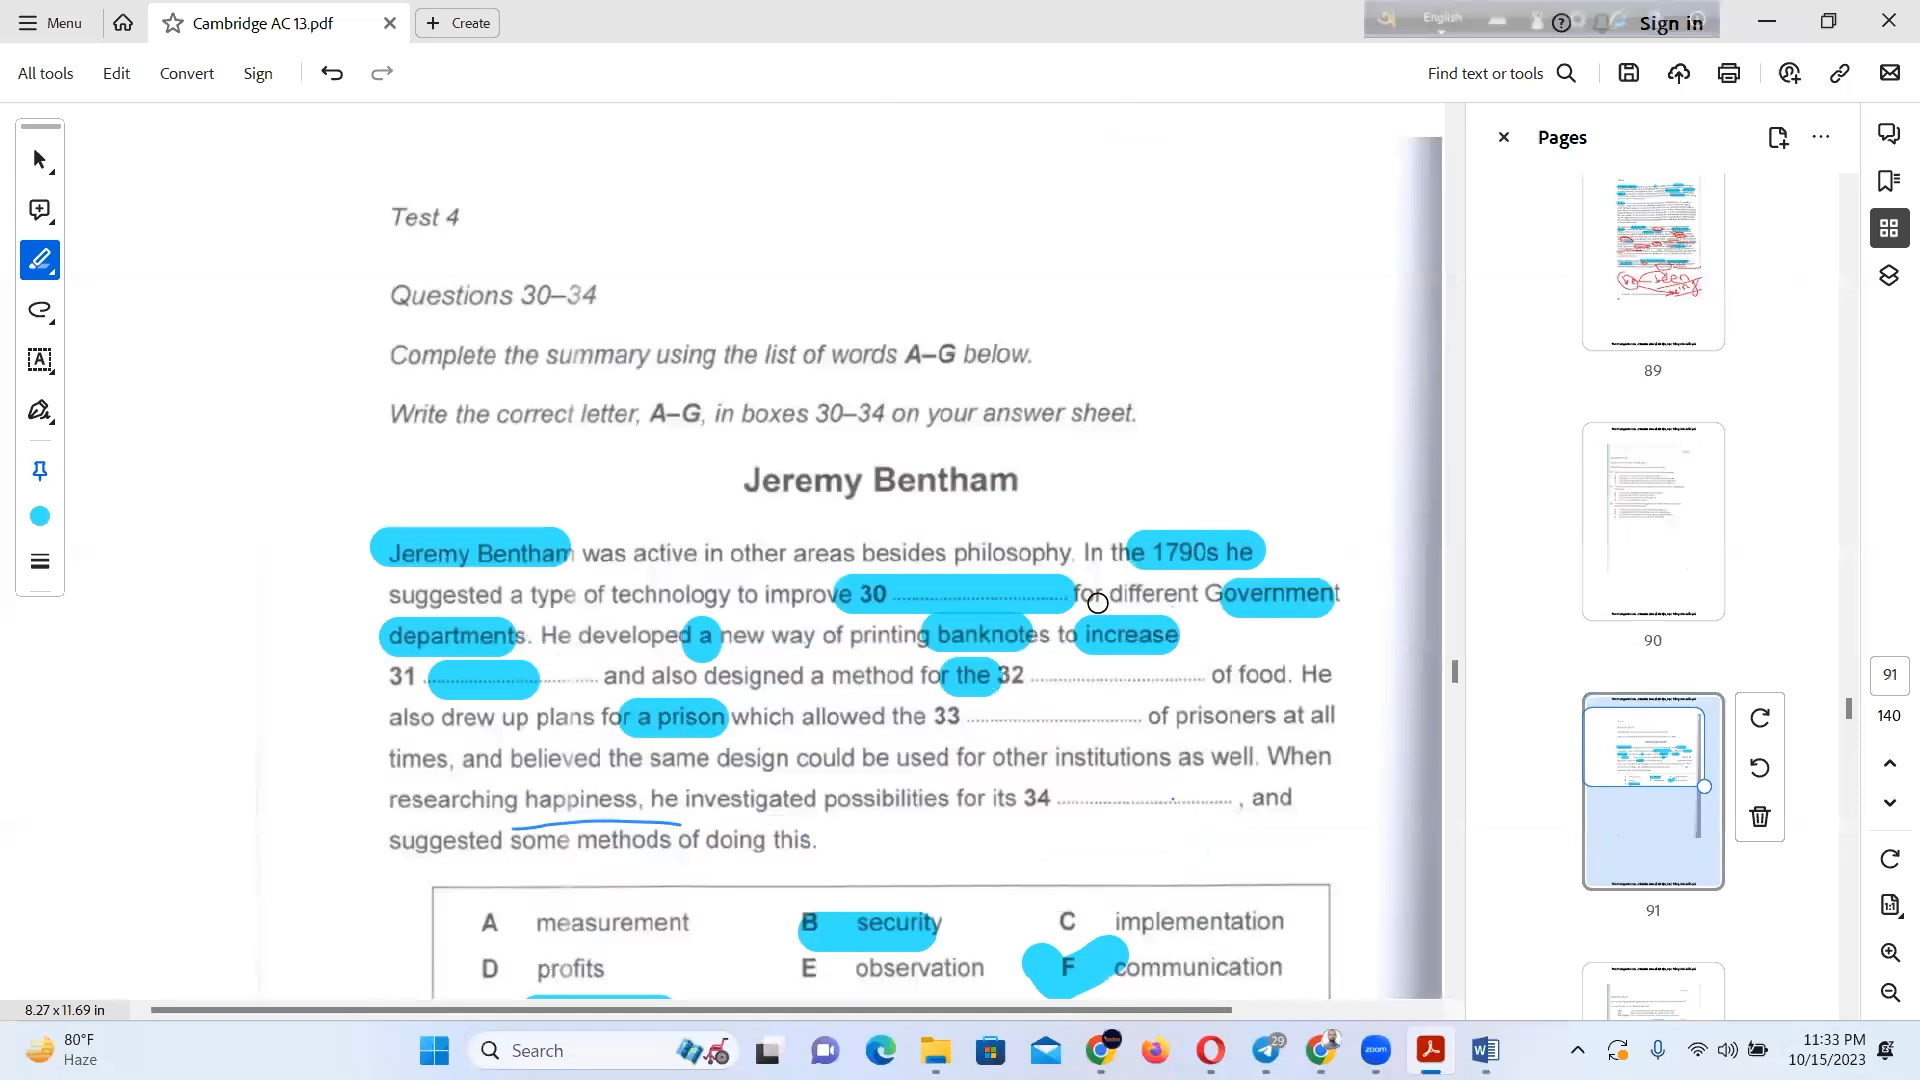 Menu
Cambridge AC 13.pdf
Create
English
Sign in
All tools
Edit
Convert
Sign
Find text or tools
Test 4
Questions 30–34
Complete the summary using the list of words A–G below.
Write the correct letter, A–G, in boxes 30–34 on your answer sheet.
Jeremy Bentham
Jeremy Bentham was active in other areas besides philosophy. In the 1790s he
suggested a type of technology to improve 30 .................... for different Government
departments. He developed a new way of printing banknotes to increase
31 .................... and also designed a method for the 32 .................... of food. He
also drew up plans for a prison which allowed the 33 .................... of prisoners at all
times, and believed the same design could be used for other institutions as well. When
researching happiness, he investigated possibilities for its 34 .................... , and
suggested some methods of doing this.
A measurement B security C implementation
D profits E observation F communication
8.27 x 11.69 in
Pages
89
90
91
91
140
1:1
80°F
Haze
Search
29
zoom
11:33 PM
10/15/2023